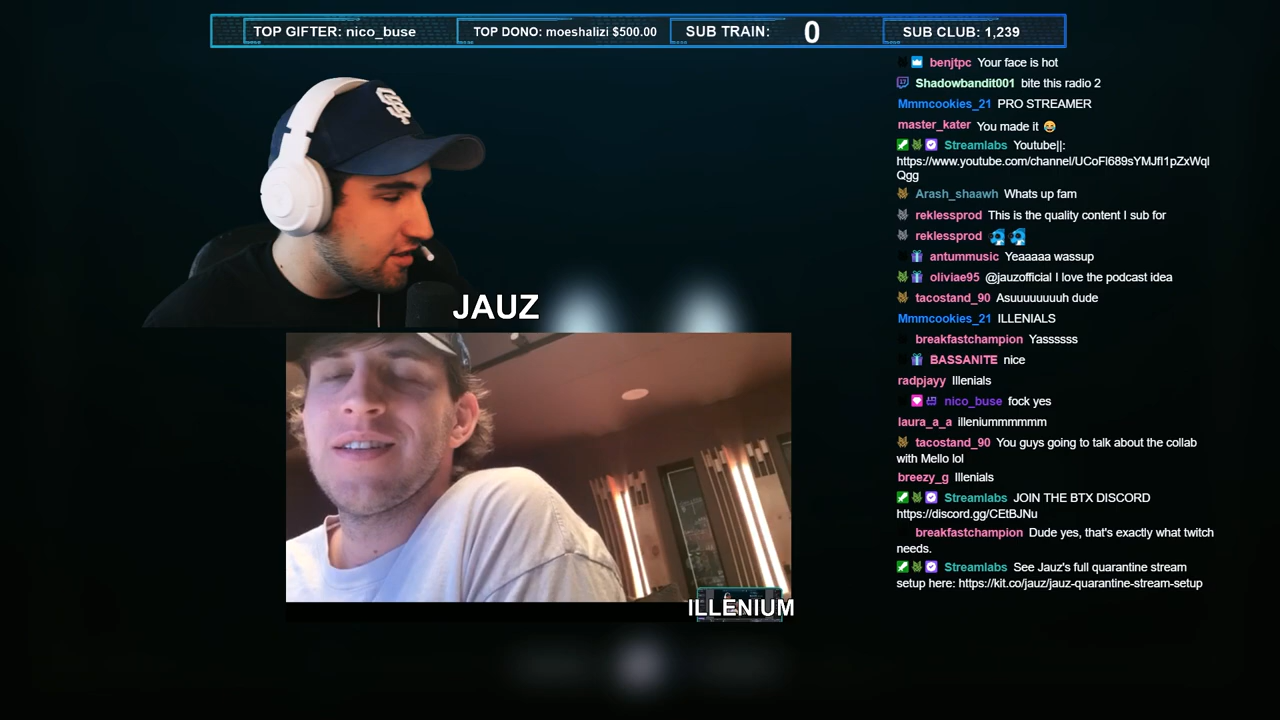 TOP GIFTER: nico_buse
TOP DONO: moeshalizi $500.00
SUB TRAIN: 0
SUB CLUB: 1,239
benjtpc Your face is hot
Shadowbandit001 bite this radio 2
Mmmcookies_21 PRO STREAMER
master_kater You made it 😂
Streamlabs Youtube||:
https://www.youtube.com/channel/UCoFl689sYMJfl1pZxWql
Qgg
Arash_shaawh Whats up fam
reklessprod This is the quality content I sub for
reklessprod
antummusic Yeaaaaa wassup
oliviae95 @jauzofficial I love the podcast idea
tacostand_90 Asuuuuuuuh dude
Mmmcookies_21 ILLENIALS
breakfastchampion Yassssss
BASSANITE nice
radpjayy Illenials
nico_buse fock yes
laura_a_a illeniummmmmm
tacostand_90 You guys going to talk about the collab
with Mello lol
breezy_g Illenials
Streamlabs JOIN THE BTX DISCORD
https://discord.gg/CEtBJNu
breakfastchampion Dude yes, that's exactly what twitch
needs.
Streamlabs See Jauz's full quarantine stream
setup here: https://kit.co/jauz/jauz-quarantine-stream-setup
SF
JAUZ
ILLENIUM